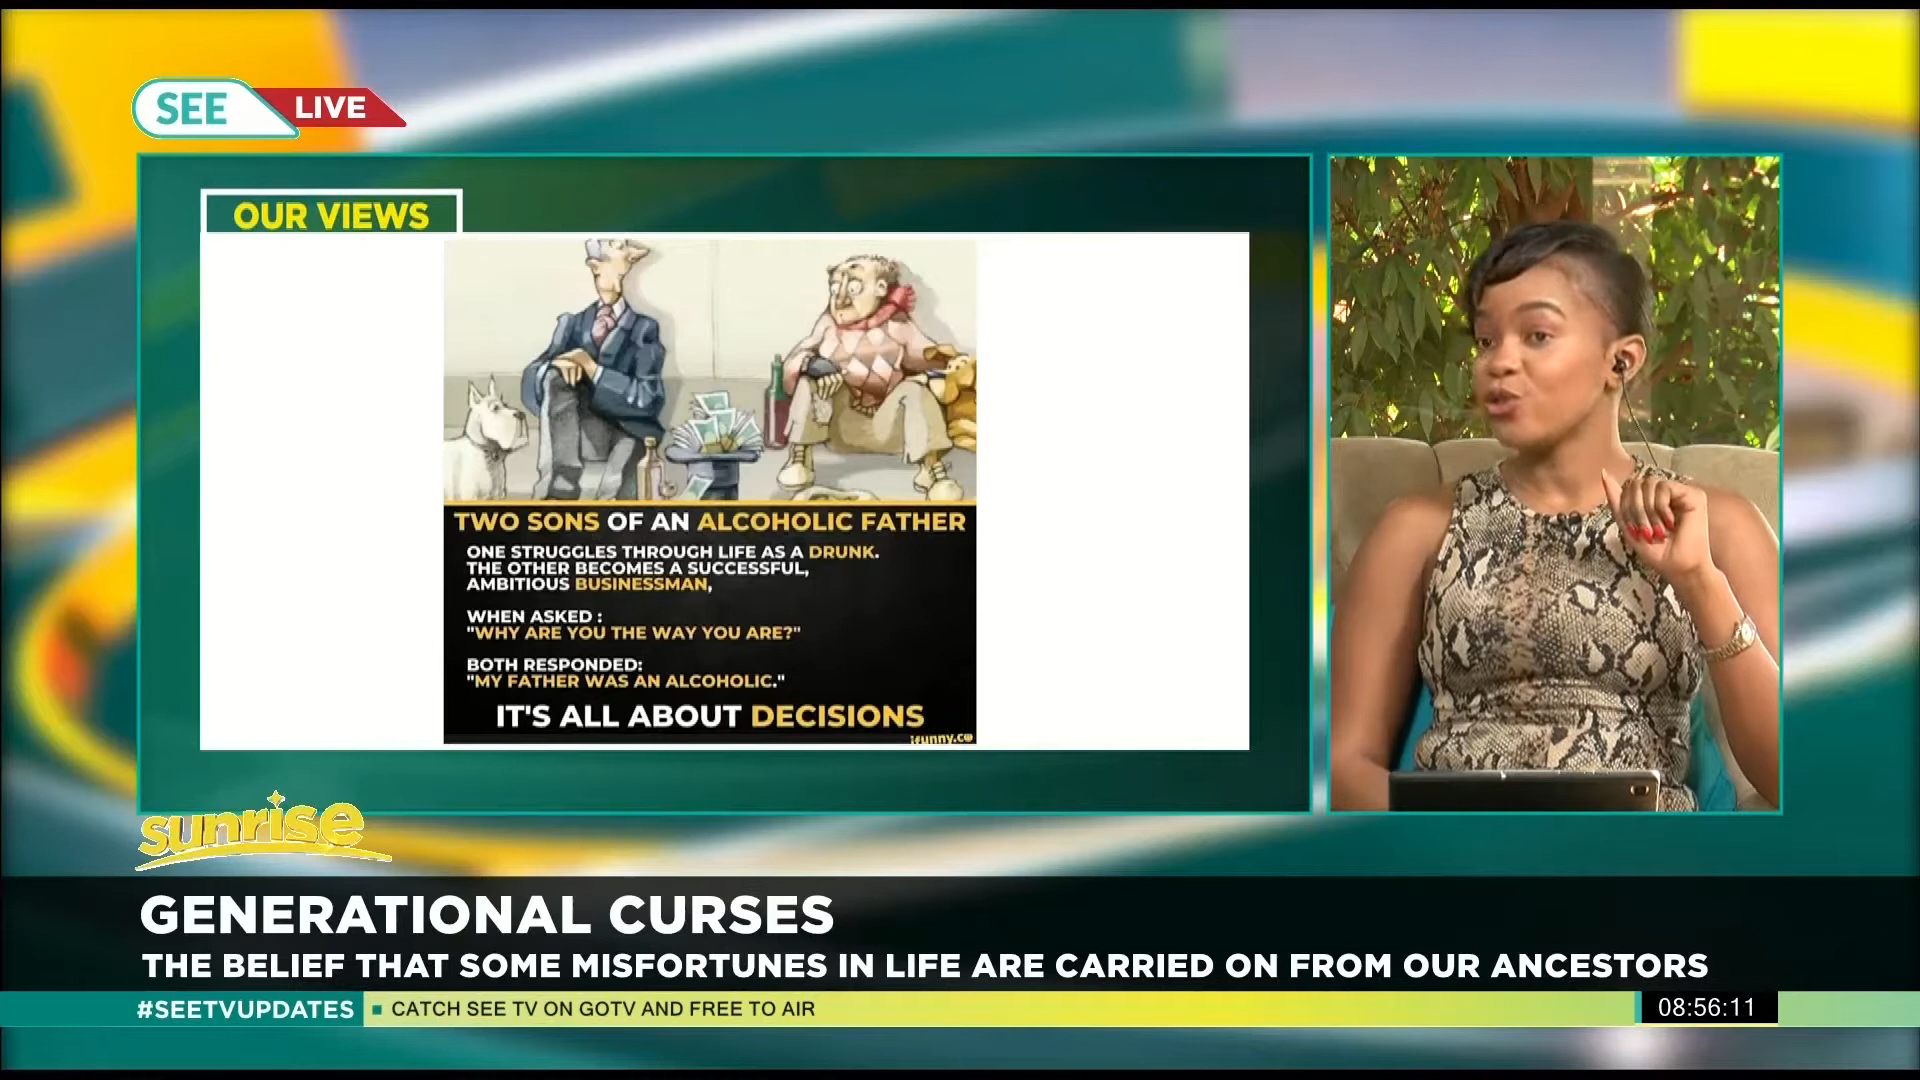 SEE LIVE
OUR VIEWS
TWO SONS OF AN ALCOHOLIC FATHER
ONE STRUGGLES THROUGH LIFE AS A DRUNK.
THE OTHER BECOMES A SUCCESSFUL,
AMBITIOUS BUSINESSMAN,
WHEN ASKED :
"WHY ARE YOU THE WAY YOU ARE?"
BOTH RESPONDED:
"MY FATHER WAS AN ALCOHOLIC."
IT'S ALL ABOUT DECISIONS
ifunny.co
sunrise
GENERATIONAL CURSES
THE BELIEF THAT SOME MISFORTUNES IN LIFE ARE CARRIED ON FROM OUR ANCESTORS
#SEETVUPDATES ▪ CATCH SEE TV ON GOTV AND FREE TO AIR 08:56:11